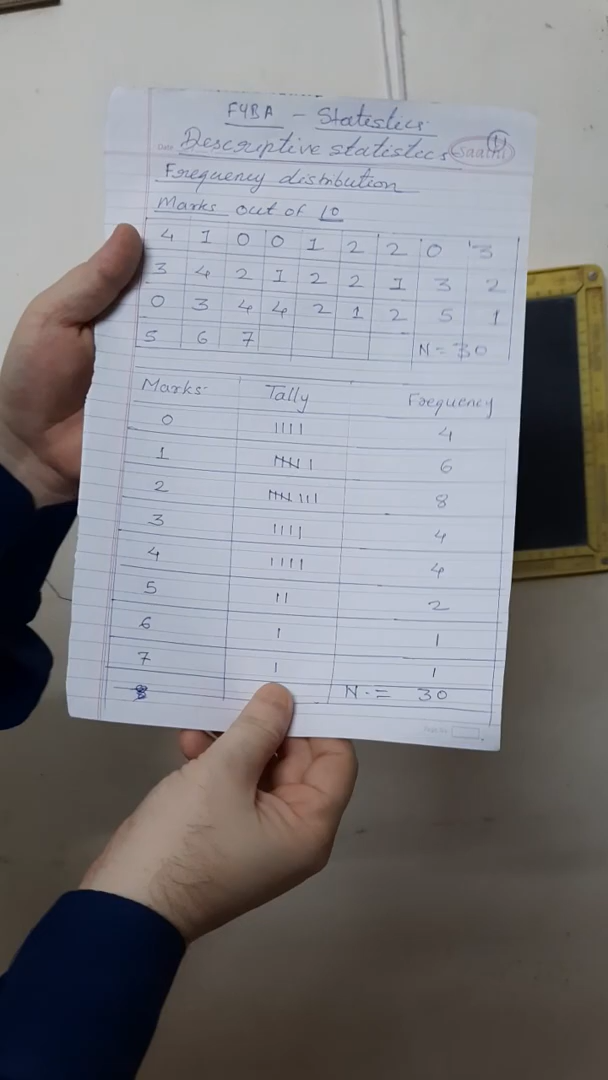 FYBA - Statistics
1
Date Descriptive statistics Saathi
Frequency distribution
Marks out of 10
4 1 0 0 1 2 2 0 3
3 4 2 1 2 2 1 3 2
0 3 4 4 2 1 2 5 1
5 6 7 N = 30
Marks Tally Frequency
0 |||| 4
1 |||| | 6
2 |||| ||| 8
3 |||| 4
4 |||| 4
5 || 2
6 | 1
7 | 1
8 N = 30
Page No.